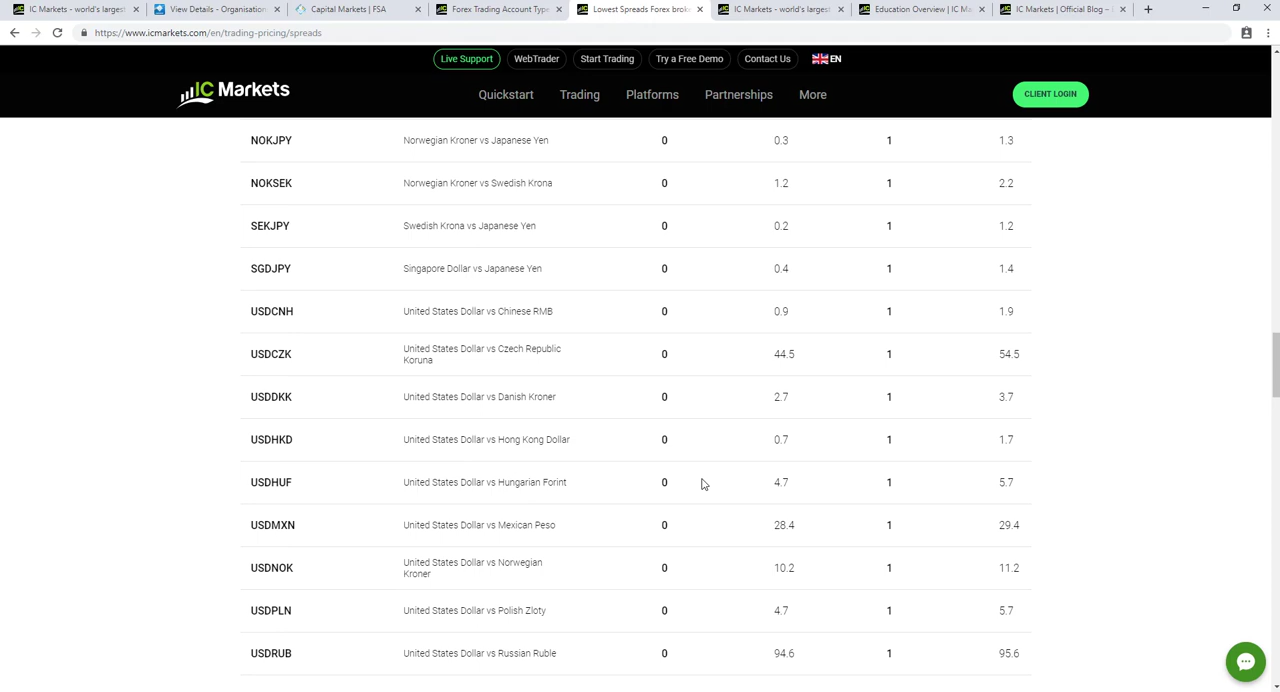 IC Markets - world's largest
View Details - Organisation
Capital Markets | FSA
Forex Trading Account Type
Lowest Spreads Forex brok
IC Markets - world's largest
Education Overview | IC Ma
IC Markets | Official Blog –
https://www.icmarkets.com/en/trading-pricing/spreads
Live Support WebTrader Start Trading Try a Free Demo Contact Us EN
IC Markets Quickstart Trading Platforms Partnerships More CLIENT LOGIN
NOKJPY Norwegian Kroner vs Japanese Yen 0 0.3 1 1.3
NOKSEK Norwegian Kroner vs Swedish Krona 0 1.2 1 2.2
SEKJPY Swedish Krona vs Japanese Yen 0 0.2 1 1.2
SGDJPY Singapore Dollar vs Japanese Yen 0 0.4 1 1.4
USDCNH United States Dollar vs Chinese RMB 0 0.9 1 1.9
USDCZK United States Dollar vs Czech Republic
Koruna 0 44.5 1 54.5
USDDKK United States Dollar vs Danish Kroner 0 2.7 1 3.7
USDHKD United States Dollar vs Hong Kong Dollar 0 0.7 1 1.7
USDHUF United States Dollar vs Hungarian Forint 0 4.7 1 5.7
USDMXN United States Dollar vs Mexican Peso 0 28.4 1 29.4
USDNOK United States Dollar vs Norwegian
Kroner 0 10.2 1 11.2
USDPLN United States Dollar vs Polish Zloty 0 4.7 1 5.7
USDRUB United States Dollar vs Russian Ruble 0 94.6 1 95.6